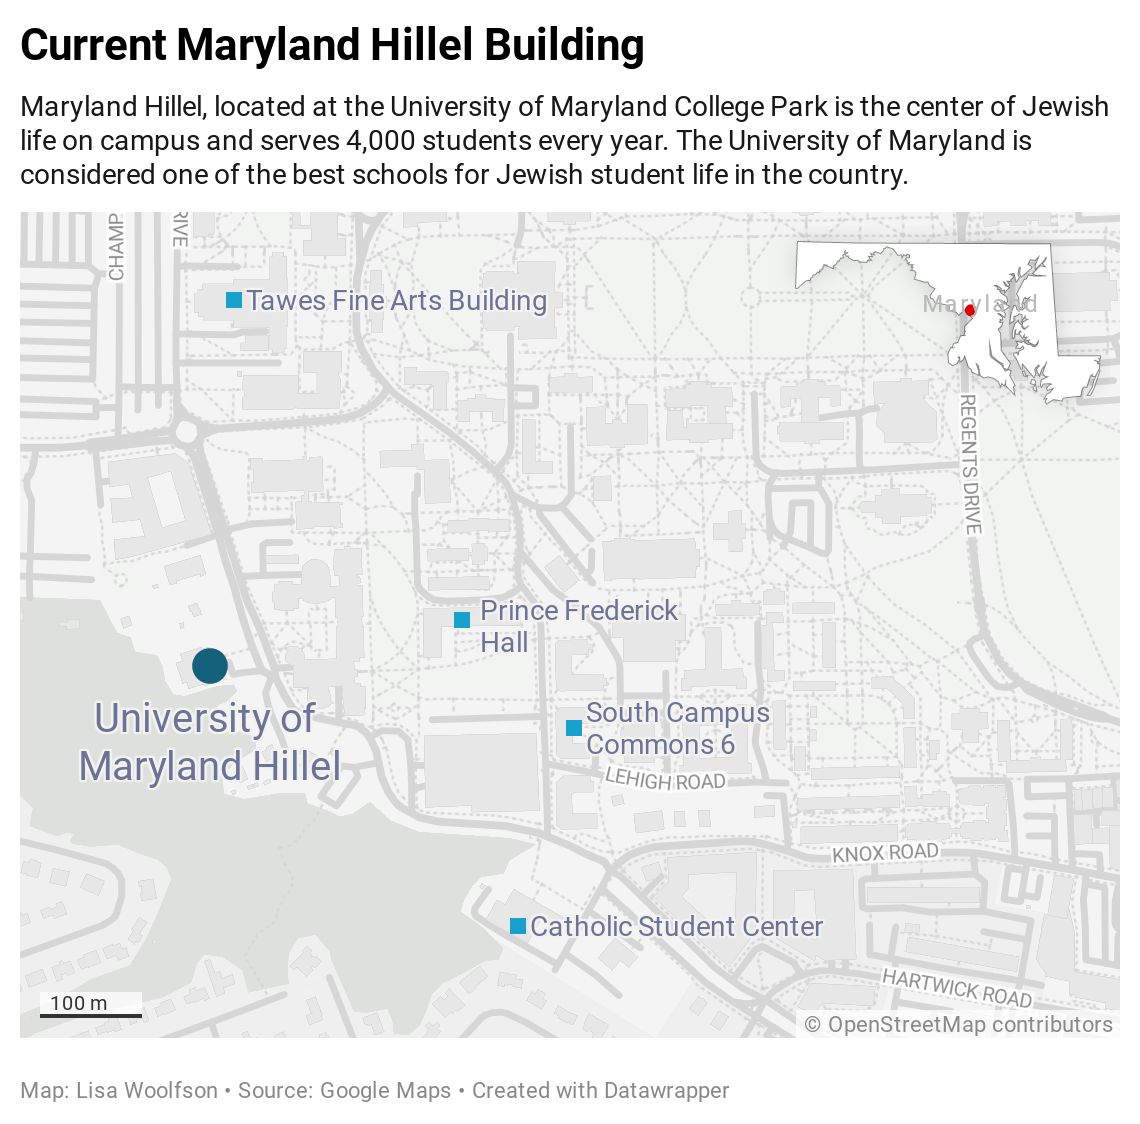 Current Maryland Hillel Building
Maryland Hillel, located at the University of Maryland College Park is the center of Jewish
life on campus and serves 4,000 students every year. The University of Maryland is
considered one of the best schools for Jewish student life in the country.
CHAMP
RIVE
Tawes Fine Arts Building
Maryland
REGENTS DRIVE
Prince Frederick
Hall
University of
Maryland Hillel
South Campus
Commons 6
LEHIGH ROAD
KNOX ROAD
Catholic Student Center
HARTWICK ROAD
100 m
© OpenStreetMap contributors
Map: Lisa Woolfson • Source: Google Maps • Created with Datawrapper